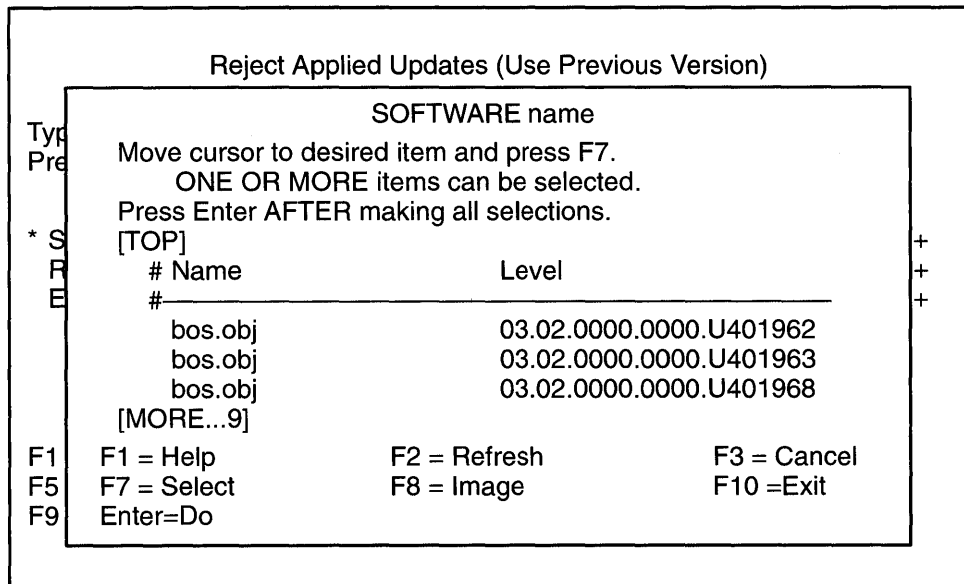 Reject Applied Updates (Use Previous Version)
SOFTWARE name
Typ
Pre
Move cursor to desired item and press F7.
ONE OR MORE items can be selected.
Press Enter AFTER making all selections.
* S [TOP] +
R # Name Level +
E # +
bos.obj 03.02.0000.0000.U401962
bos.obj 03.02.0000.0000.U401963
bos.obj 03.02.0000.0000.U401968
[MORE...9]
F1 F1 = Help F2 = Refresh F3 = Cancel
F5 F7 = Select F8 = Image F10 =Exit
F9 Enter=Do